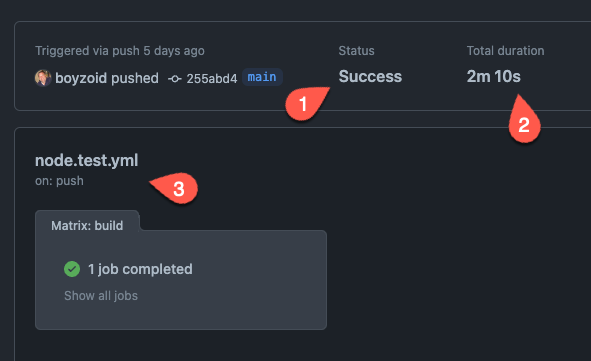 Triggered via push 5 days ago
boyzoid pushed 255abd4 main
Status
Success
1
Total duration
2m 10s
2
node.test.yml
on: push
3
Matrix: build
1 job completed
Show all jobs